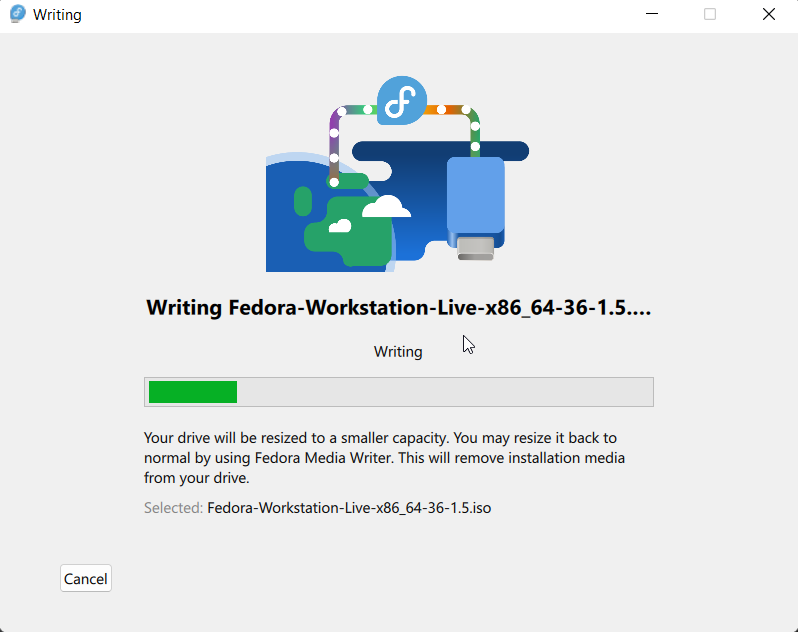 Writing
Writing Fedora-Workstation-Live-x86_64-36-1.5....
Writing
Your drive will be resized to a smaller capacity. You may resize it back to
normal by using Fedora Media Writer. This will remove installation media
from your drive.
Selected: Fedora-Workstation-Live-x86_64-36-1.5.iso
Cancel